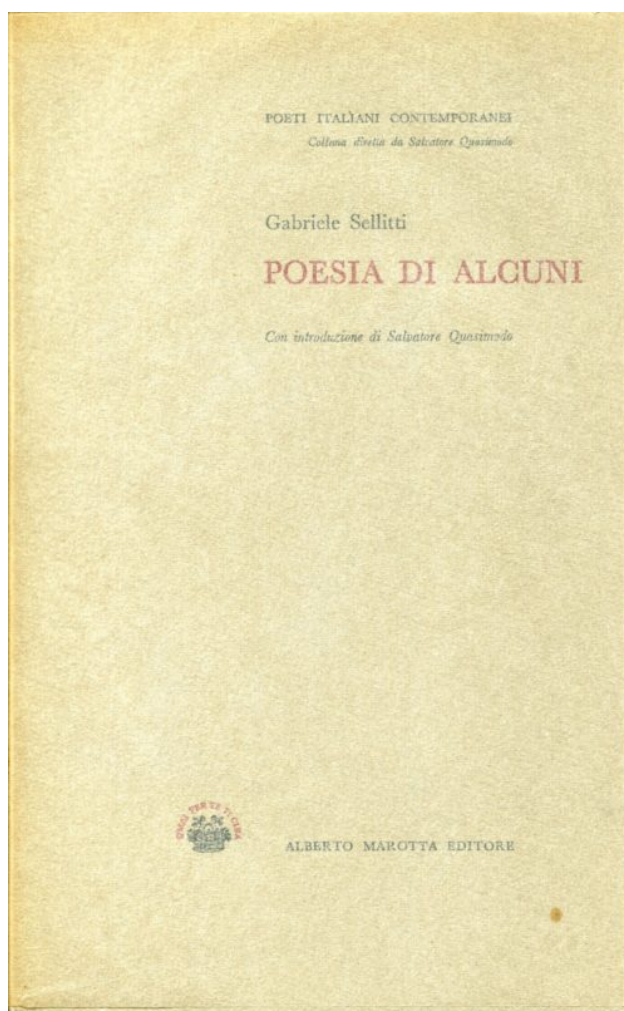 POETI ITALIANI CONTEMPORANEI
Collana diretta da Salvatore Quasimodo
Gabriele Sellitti
POESIA DI ALCUNI
Con introduzione di Salvatore Quasimodo
ALBERTO MAROTTA EDITORE